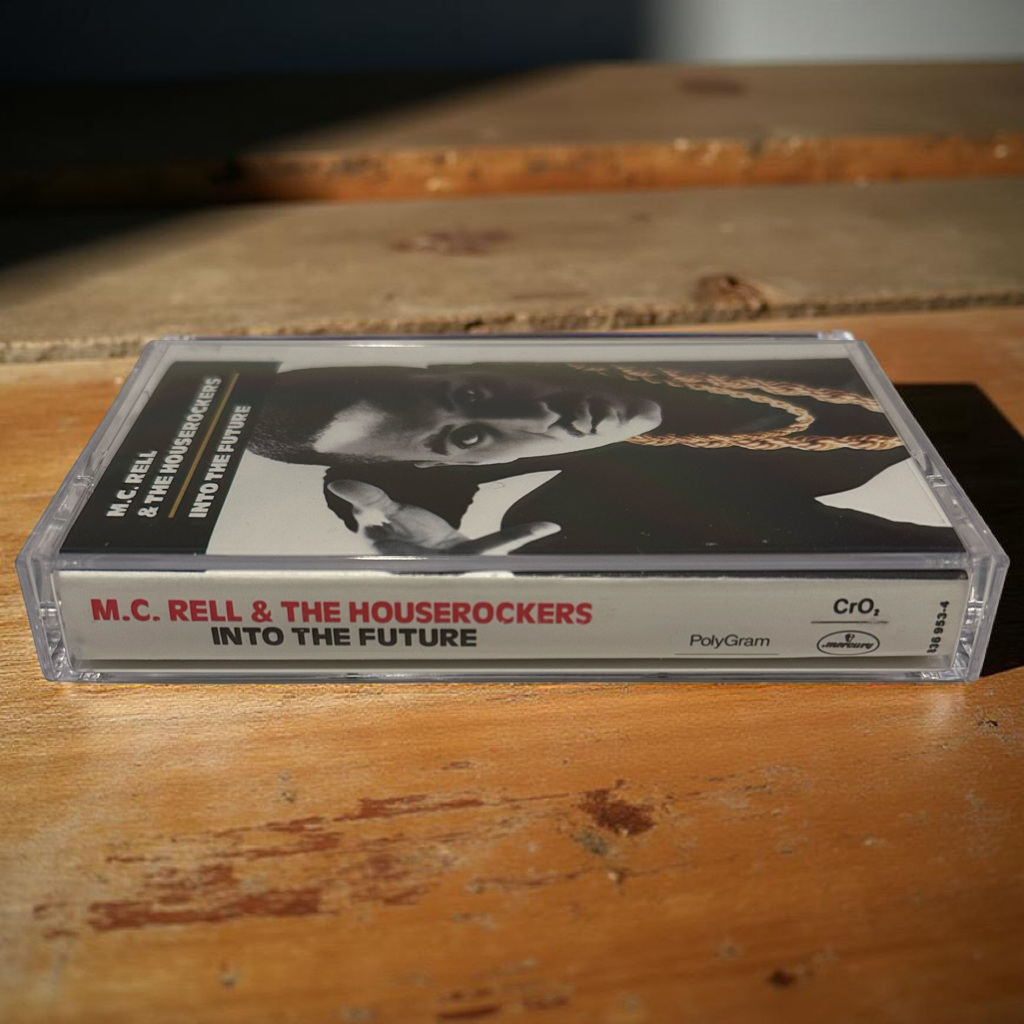 M.C. RELL
& THE HOUSEROCKERS
INTO THE FUTURE
M.C. RELL & THE HOUSEROCKERS
INTO THE FUTURE
PolyGram
CrO₂
mercury
836 953-4